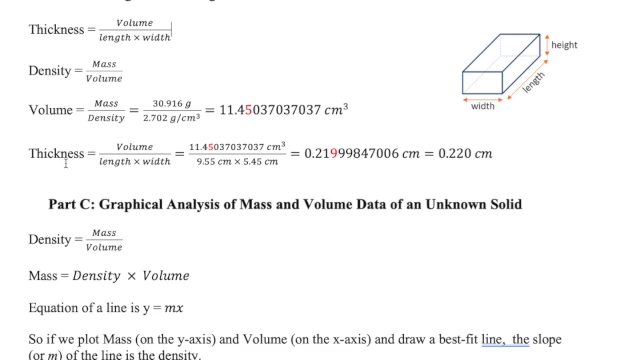 Thickness = Volume / length × width
height
length
width
Density = Mass / Volume
Volume = Mass / Density = 30.916 g / 2.702 g/cm³ = 11.45037037037 cm³
Thickness = Volume / length × width = 11.45037037037 cm³ / 9.55 cm × 5.45 cm = 0.21999847006 cm = 0.220 cm
Part C: Graphical Analysis of Mass and Volume Data of an Unknown Solid
Density = Mass / Volume
Mass = Density × Volume
Equation of a line is y = mx
So if we plot Mass (on the y-axis) and Volume (on the x-axis) and draw a best-fit line, the slope
(or m) of the line is the density.